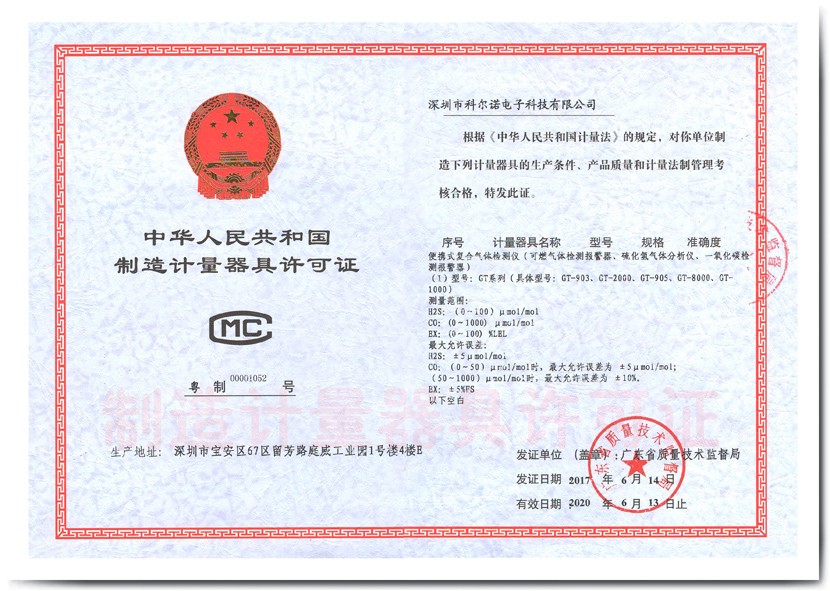 中华人民共和国
制造计量器具许可证
CMC
粤 制 00001052 号
生产地址: 深圳市宝安区67区留芳路庭威工业园1号楼4楼E
深圳市科尔诺电子科技有限公司
根据《中华人民共和国计量法》的规定，对你单位制
造下列计量器具的生产条件、产品质量和计量法制管理考
核合格，特发此证。
序号 计量器具名称 型号 规格 准确度
便携式复合气体检测仪（可燃气体检测报警器、硫化氢气体分析仪、一氧化碳检
测报警器）
（1）型号: GT系列（具体型号: GT-903、GT-2000、GT-905、GT-8000、GT-
1000）
测量范围:
H2S: （0～100）μmol/mol
CO: （0～1000）μmol/mol
EX: （0～100）%LEL
最大允许误差:
H2S: ±5μmol/mol
CO: （0～50）μmol/mol时，最大允许误差为 ±5μmol/mol;
（50-1000）μmol/mol时，最大允许误差为 ±10%.
EX: ±5%FS
以下空白
制造计量器具许可证
发证单位 （盖章）: 广东省质量技术监督局
发证日期 2017 年 6 月 14 日
有效日期 2020 年 6 月 13 日止
广东省质量技术监督局